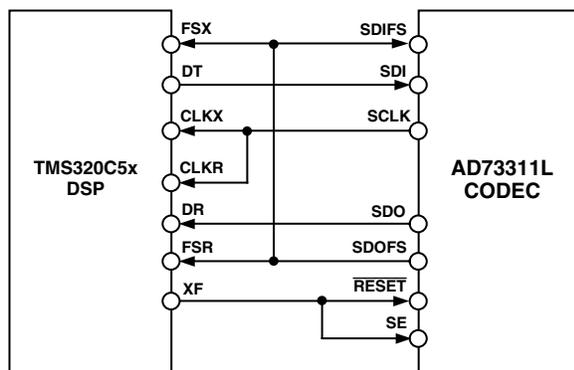 FSX SDIFS
DT SDI
CLKX SCLK
TMS320C5x
DSP
CLKR
AD73311L
CODEC
DR SDO
FSR SDOFS
XF RESET
SE